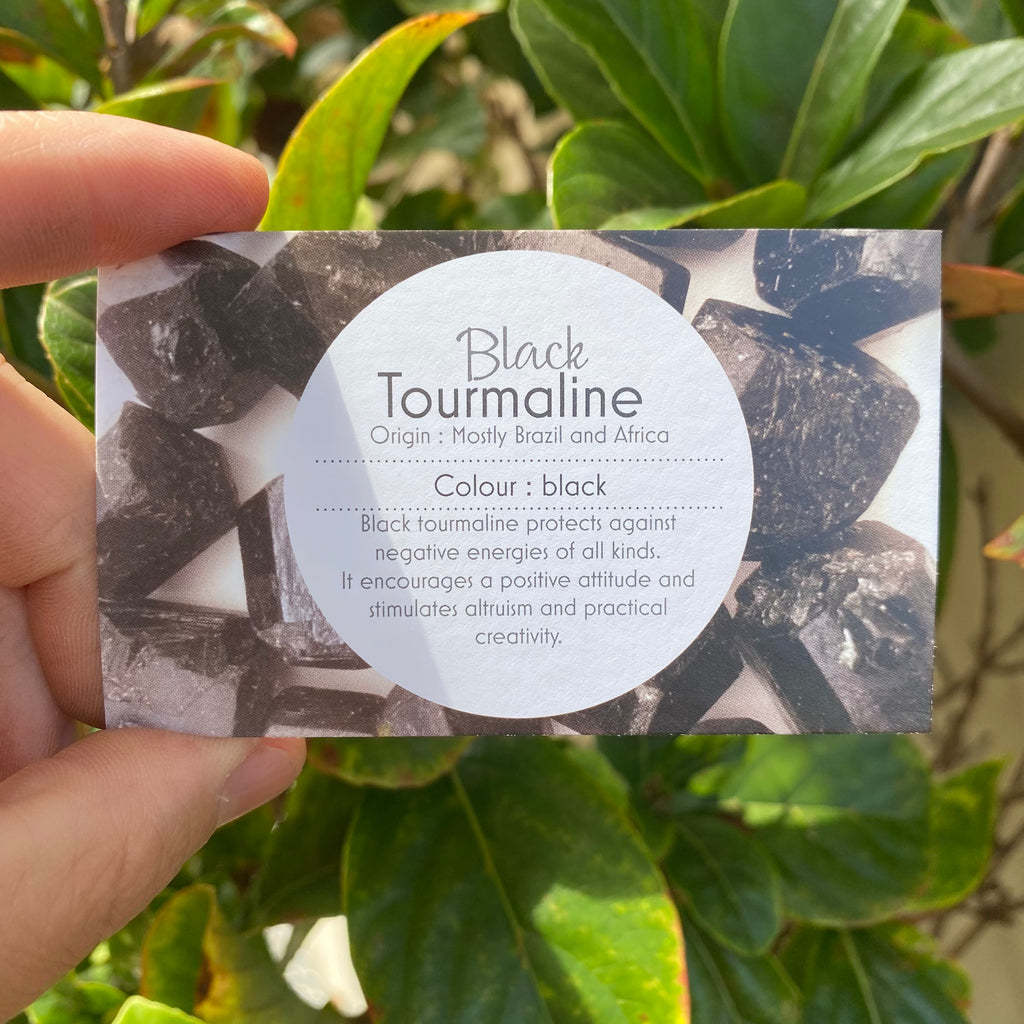 Black
Tourmaline
Origin : Mostly Brazil and Africa
Colour : black
Black tourmaline protects against
negative energies of all kinds.
It encourages a positive attitude and
stimulates altruism and practical
creativity.